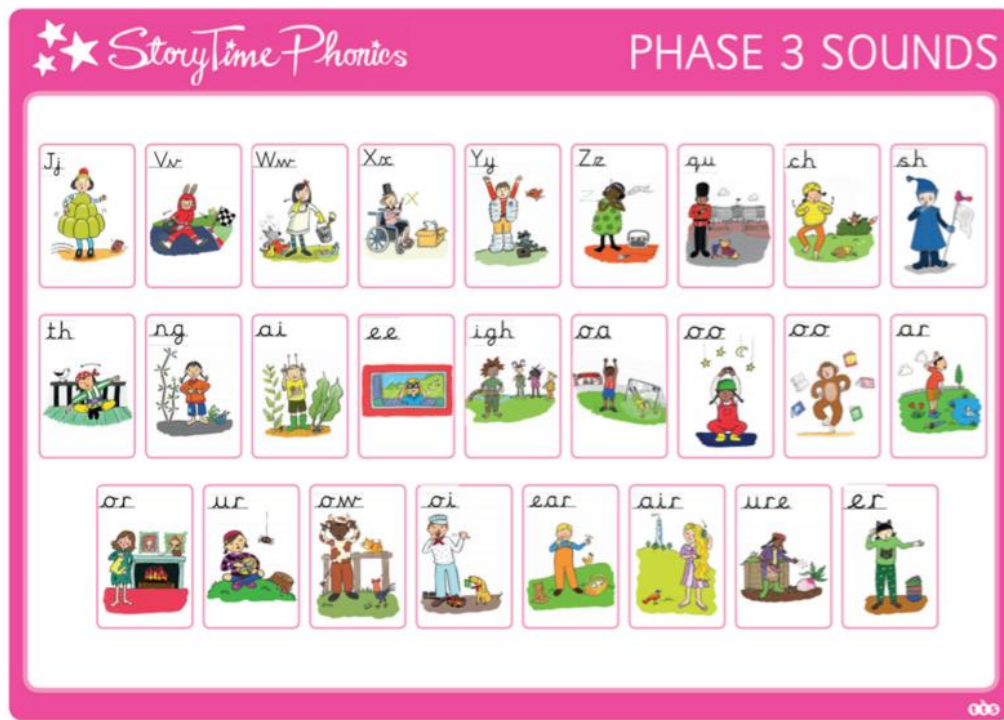 StoryTime Phonics
PHASE 3 SOUNDS
Jj Vv Ww Xx Yy Zz qu ch sh
th ng ai ee igh oa oo oo ar
or ur ow oi ear air ure er
tts